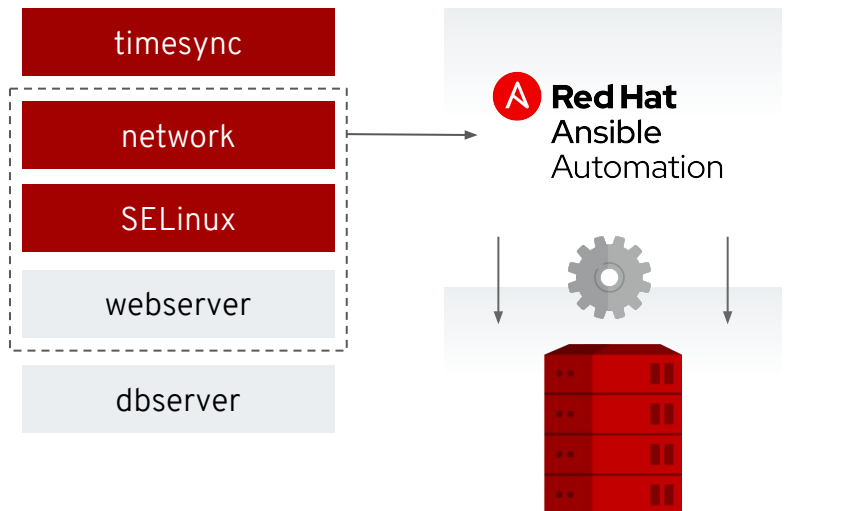 timesync
network
SELinux
webserver
dbserver
Red Hat
Ansible
Automation